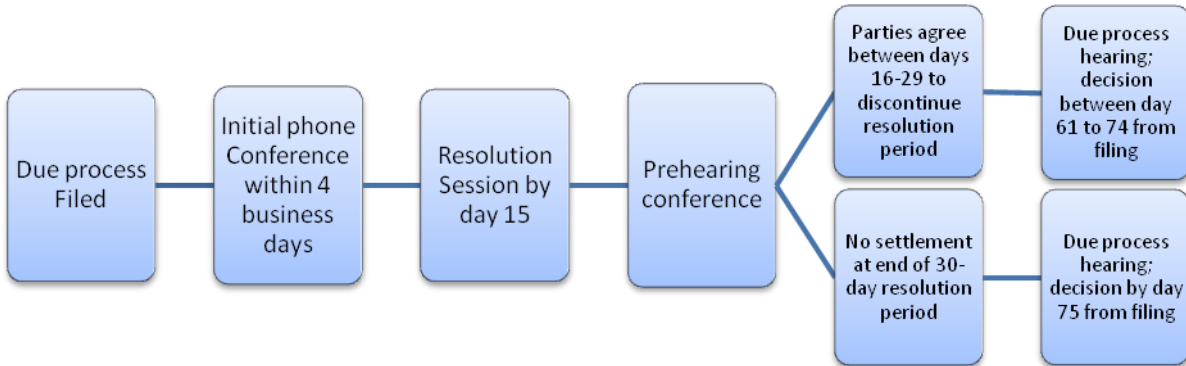 Due process
Filed
Initial phone
Conference
within 4
business
days
Resolution
Session by
day 15
Prehearing
conference
Parties agree
between days
16-29 to
discontinue
resolution
period
Due process
hearing;
decision
between day
61 to 74 from
filing
No settlement
at end of 30-
day resolution
period
Due process
hearing;
decision by day
75 from filing